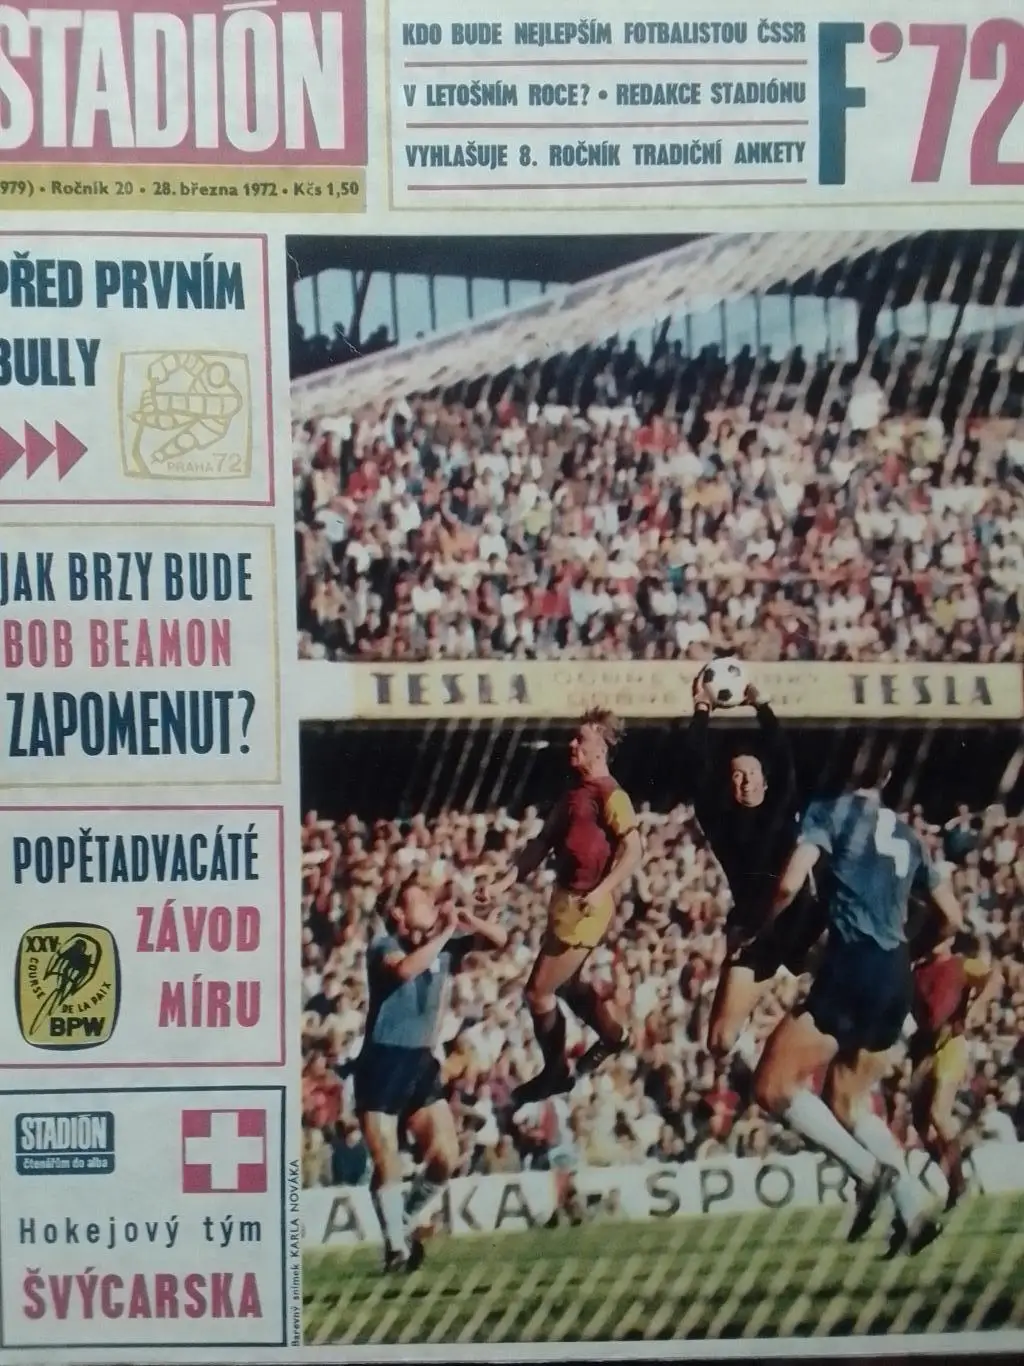 STADIÓN
979) • Ročník 20 • 28. března 1972 • Kčs 1,50
KDO BUDE NEJLEPŠÍM FOTBALISTOU ČSSR
V LETOŠNÍM ROCE? • REDAKCE STADIÓNU
VYHLAŠUJE 8. ROČNÍK TRADIČNÍ ANKETY
F'72
PŘED PRVNÍM
BULLY
PRAHA 72
JAK BRZY BUDE
BOB BEAMON
ZAPOMENUT?
POPĚTADVACÁTÉ
ZÁVOD
MÍRU
XXV. COURSE DE LA PAIX
BPW
STADIÓN
čtenářům do alba
Hokejový tým
ŠVÝCARSKA
Barevný snímek KARLA NOVÁKA
TESLA
TESLA
5
SPOR